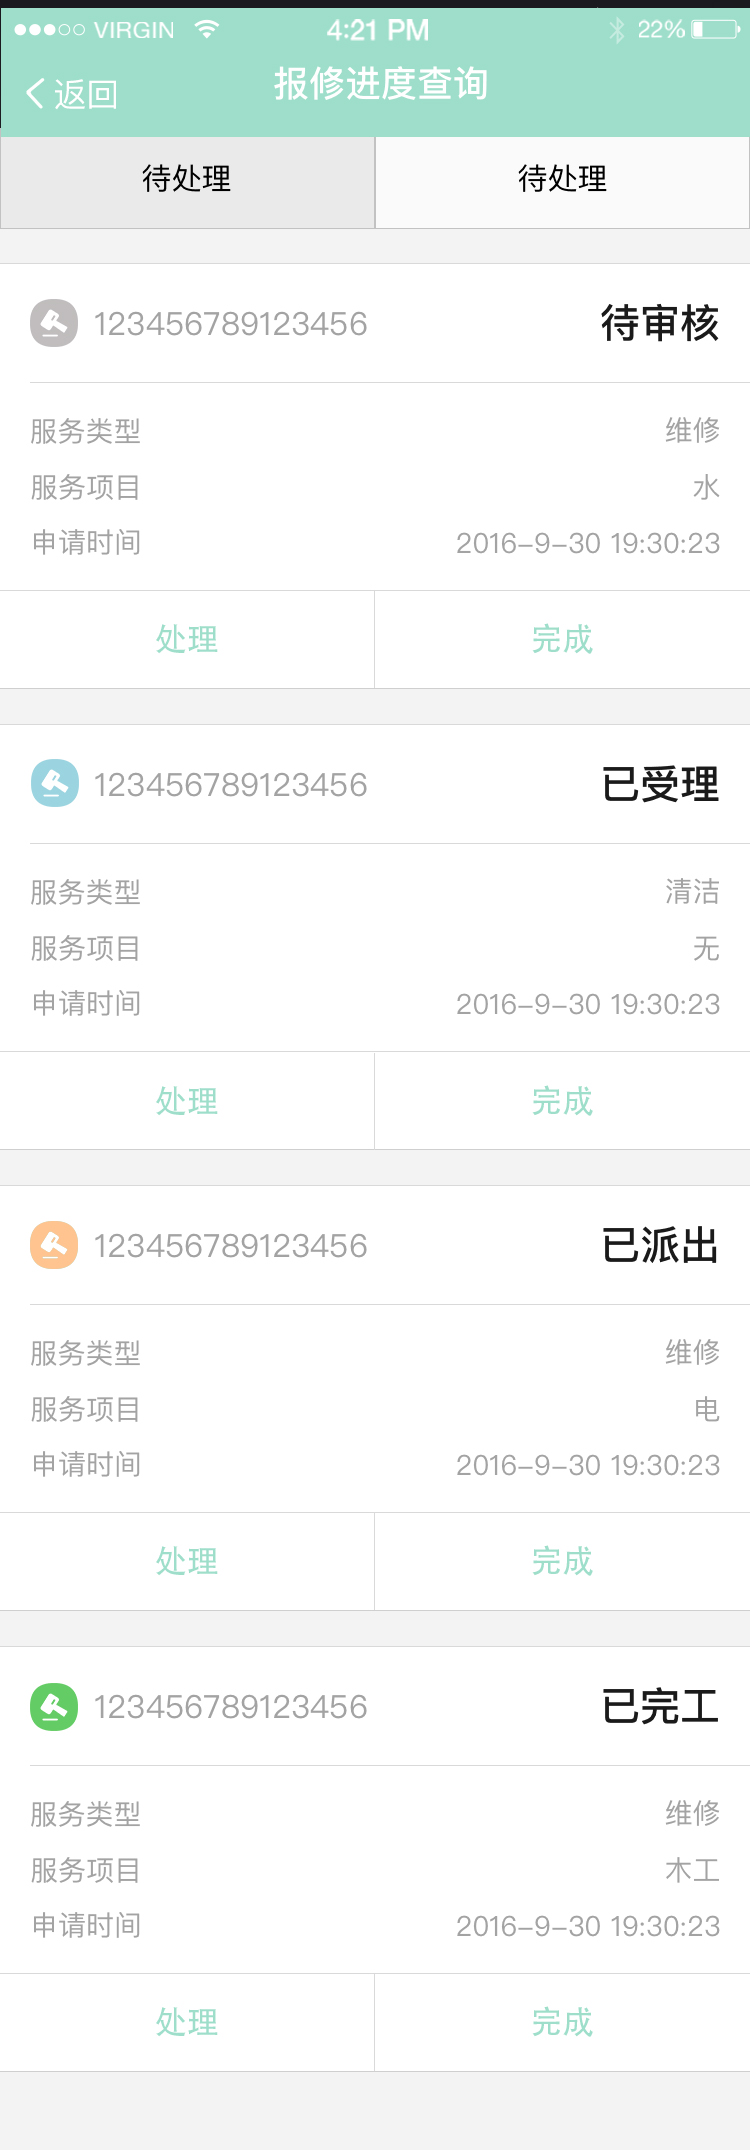 VIRGIN 4:21 PM 22%
返回 报修进度查询
待处理 待处理
123456789123456 待审核
服务类型 维修
服务项目 水
申请时间 2016-9-30 19:30:23
处理 完成
123456789123456 已受理
服务类型 清洁
服务项目 无
申请时间 2016-9-30 19:30:23
处理 完成
123456789123456 已派出
服务类型 维修
服务项目 电
申请时间 2016-9-30 19:30:23
处理 完成
123456789123456 已完工
服务类型 维修
服务项目 木工
申请时间 2016-9-30 19:30:23
处理 完成